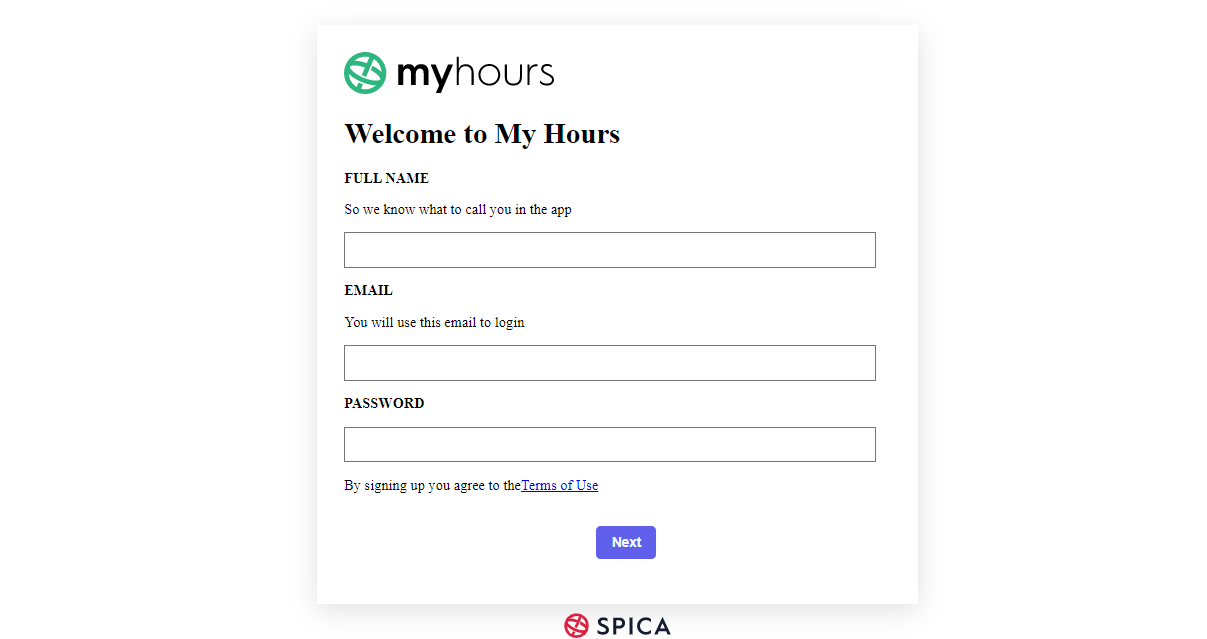 myhours
Welcome to My Hours
FULL NAME
So we know what to call you in the app
EMAIL
You will use this email to login
PASSWORD
By signing up you agree to theTerms of Use
Next
SPICA